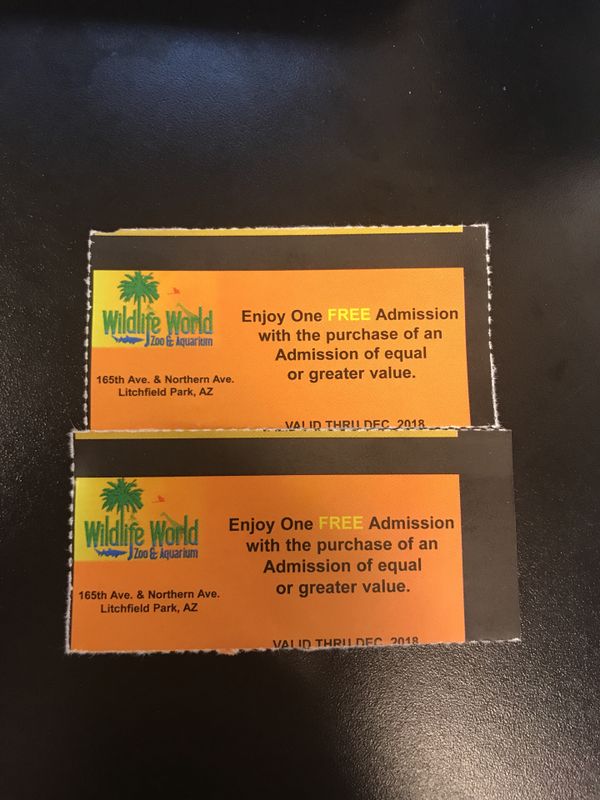 Wildlife World
Zoo & Aquarium
165th Ave. & Northern Ave.
Litchfield Park, AZ
Enjoy One FREE Admission
with the purchase of an
Admission of equal
or greater value.
VALID THRU DEC. 2018
Wildlife World
Zoo & Aquarium
165th Ave. & Northern Ave.
Litchfield Park, AZ
Enjoy One FREE Admission
with the purchase of an
Admission of equal
or greater value.
VALID THRU DEC. 2018